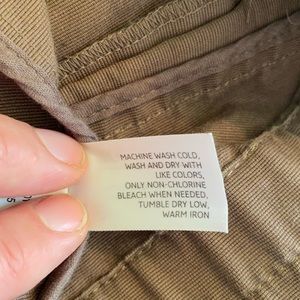 MACHINE WASH COLD,
WASH AND DRY WITH
LIKE COLORS,
ONLY NON-CHLORINE
BLEACH WHEN NEEDED,
TUMBLE DRY LOW,
WARM IRON